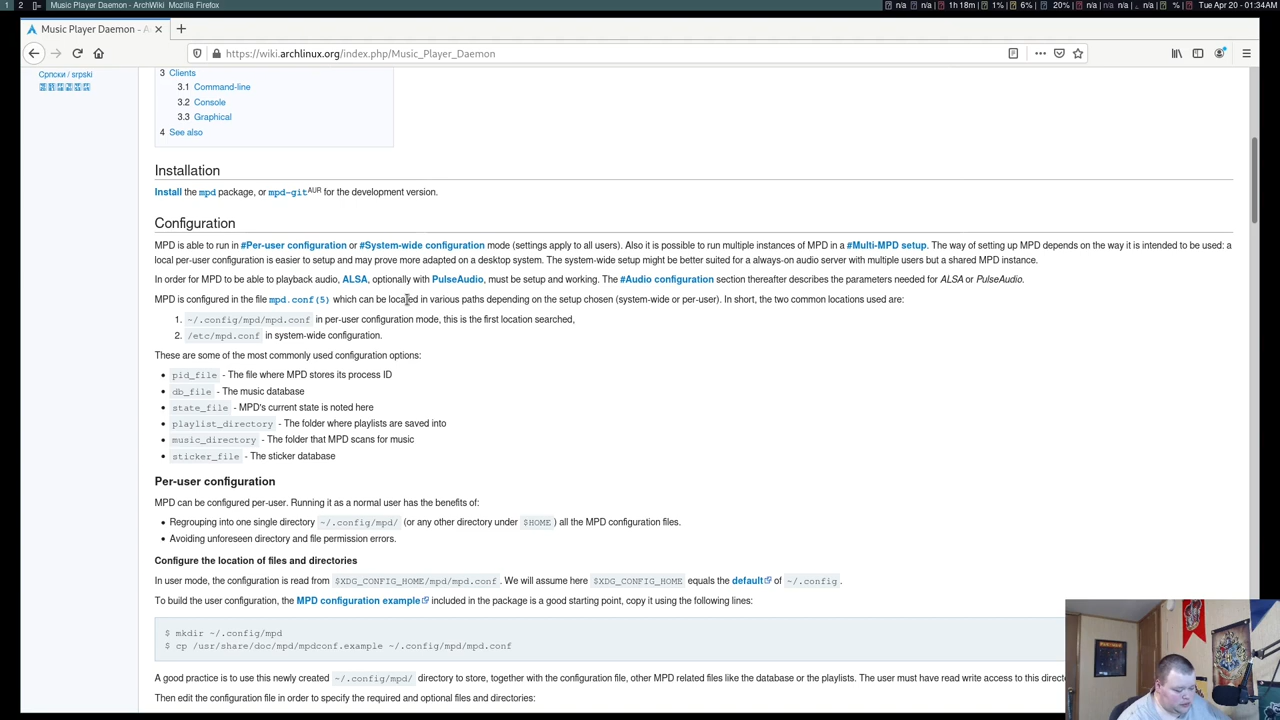 1 2 []= Music Player Daemon - ArchWiki Mozilla Firefox n/a n/a 1h 18m 1% 6% 20% n/a n/a n/a % Tue Apr 20 - 01:34AM
Music Player Daemon - A
https://wiki.archlinux.org/index.php/Music_Player_Daemon
Српски / srpski
3 Clients
3.1 Command-line
3.2 Console
3.3 Graphical
4 See also
Installation
Install the mpd package, or mpd-git AUR for the development version.
Configuration
MPD is able to run in #Per-user configuration or #System-wide configuration mode (settings apply to all users). Also it is possible to run multiple instances of MPD in a #Multi-MPD setup. The way of setting up MPD depends on the way it is intended to be used: a
local per-user configuration is easier to setup and may prove more adapted on a desktop system. The system-wide setup might be better suited for a always-on audio server with multiple users but a shared MPD instance.
In order for MPD to be able to playback audio, ALSA, optionally with PulseAudio, must be setup and working. The #Audio configuration section thereafter describes the parameters needed for ALSA or PulseAudio.
MPD is configured in the file mpd.conf(5) which can be located in various paths depending on the setup chosen (system-wide or per-user). In short, the two common locations used are:
1. ~/.config/mpd/mpd.conf in per-user configuration mode, this is the first location searched,
2. /etc/mpd.conf in system-wide configuration.
These are some of the most commonly used configuration options:
• pid_file - The file where MPD stores its process ID
• db_file - The music database
• state_file - MPD's current state is noted here
• playlist_directory - The folder where playlists are saved into
• music_directory - The folder that MPD scans for music
• sticker_file - The sticker database
Per-user configuration
MPD can be configured per-user. Running it as a normal user has the benefits of:
• Regrouping into one single directory ~/.config/mpd/ (or any other directory under $HOME ) all the MPD configuration files.
• Avoiding unforeseen directory and file permission errors.
Configure the location of files and directories
In user mode, the configuration is read from $XDG_CONFIG_HOME/mpd/mpd.conf . We will assume here $XDG_CONFIG_HOME equals the default of ~/.config .
To build the user configuration, the MPD configuration example included in the package is a good starting point, copy it using the following lines:
$ mkdir ~/.config/mpd
$ cp /usr/share/doc/mpd/mpdconf.example ~/.config/mpd/mpd.conf
A good practice is to use this newly created ~/.config/mpd/ directory to store, together with the configuration file, other MPD related files like the database or the playlists. The user must have read write access to this direct
Then edit the configuration file in order to specify the required and optional files and directories: